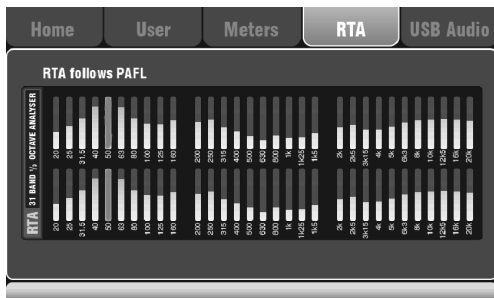 Home User Meters RTA USB Audio
RTA follows PAFL
RTA 31 BAND ⅓ OCTAVE ANALYSER
20 25 31.5 40 50 63 80 100 125 160 200 250 315 400 500 630 800 1k 1k25 1k5 2k 2k5 3k15 4k 5k 6k3 8k 10k 12k5 16k 20k
20 25 31.5 40 50 63 80 100 125 160 200 250 315 400 500 630 800 1k 1k25 1k5 2k 2k5 3k15 4k 5k 6k3 8k 10k 12k5 16k 20k